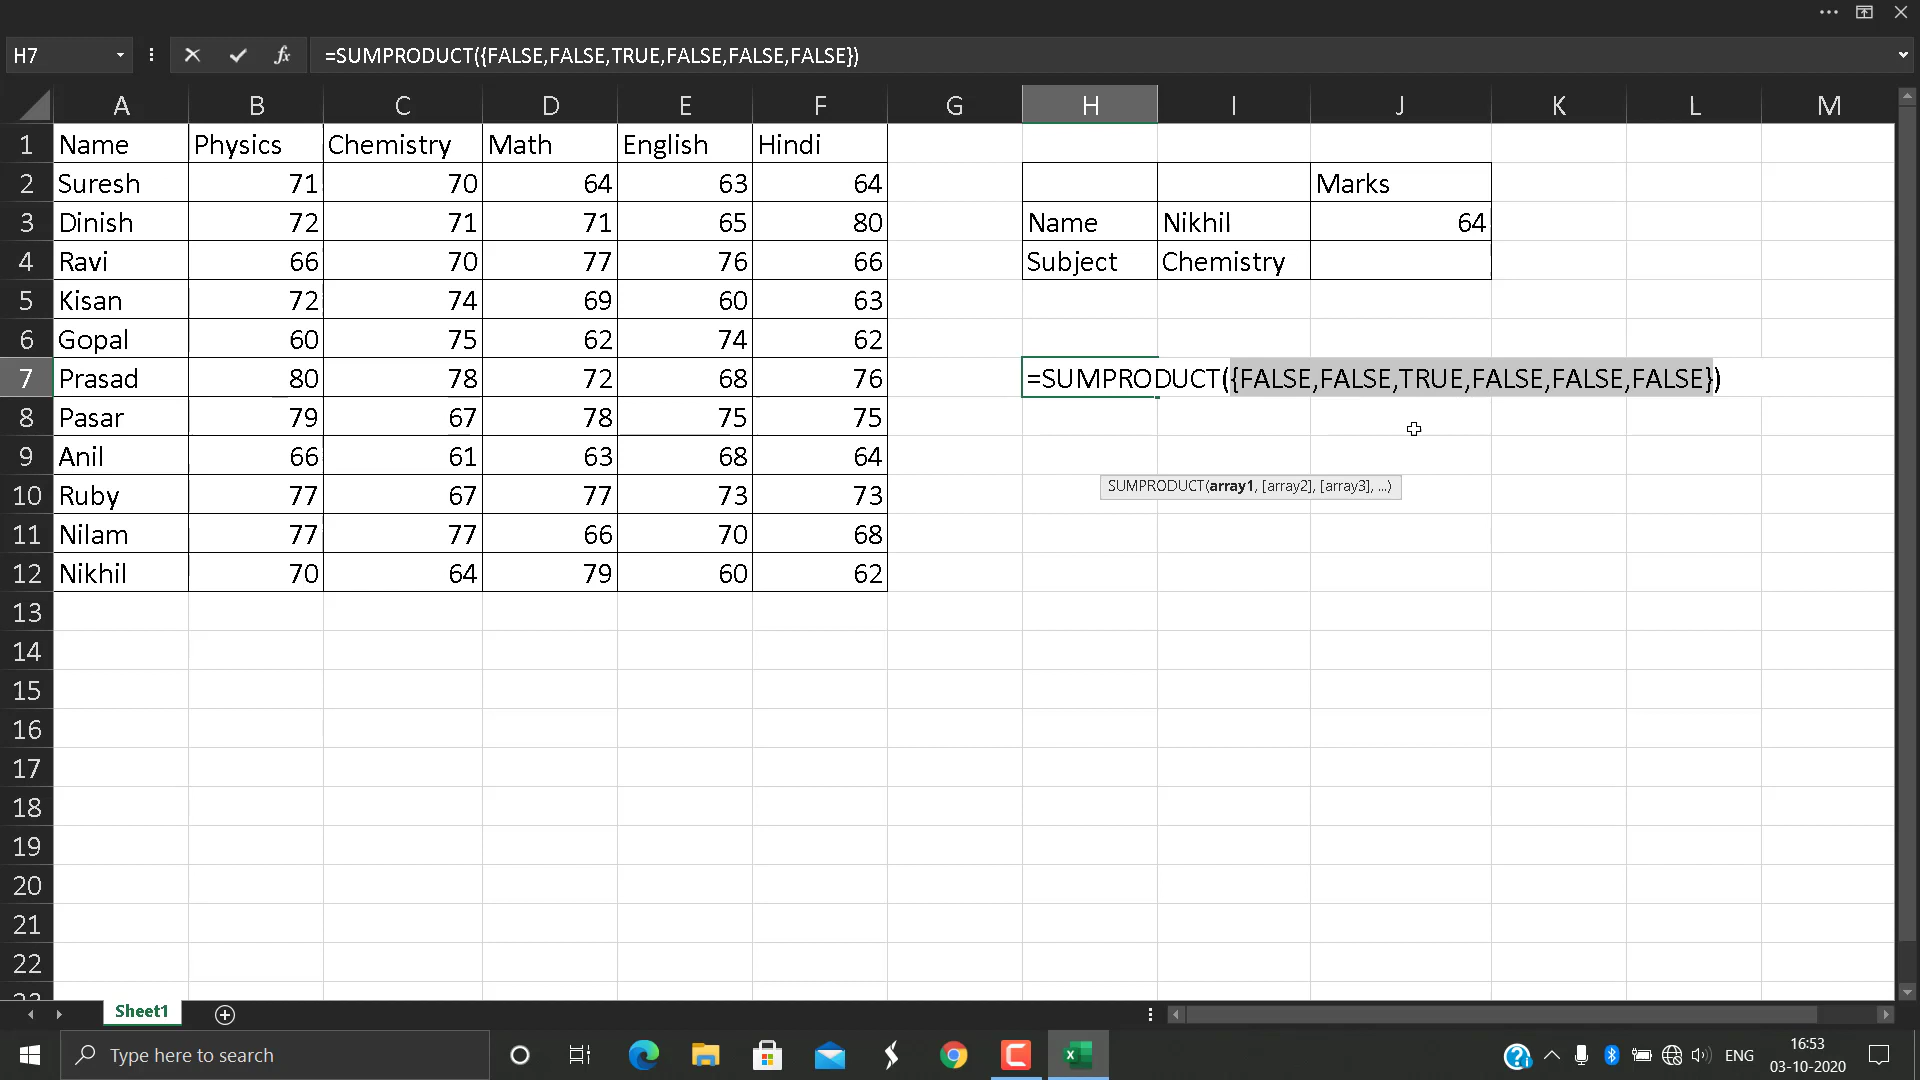 H7 =SUMPRODUCT({FALSE,FALSE,TRUE,FALSE,FALSE,FALSE})
A B C D E F G H I J K L M
1 Name Physics Chemistry Math English Hindi
2 Suresh 71 70 64 63 64 Marks
3 Dinish 72 71 71 65 80 Name Nikhil 64
4 Ravi 66 70 77 76 66 Subject Chemistry
5 Kisan 72 74 69 60 63
6 Gopal 60 75 62 74 62
7 Prasad 80 78 72 68 76 =SUMPRODUCT({FALSE,FALSE,TRUE,FALSE,FALSE,FALSE})
8 Pasar 79 67 78 75 75
9 Anil 66 61 63 68 64
SUMPRODUCT(array1, [array2], [array3], ...)
10 Ruby 77 67 77 73 73
11 Nilam 77 77 66 70 68
12 Nikhil 70 64 79 60 62
13
14
15
16
17
18
19
20
21
22
23
Sheet1
Type here to search
ENG
16:53
03-10-2020